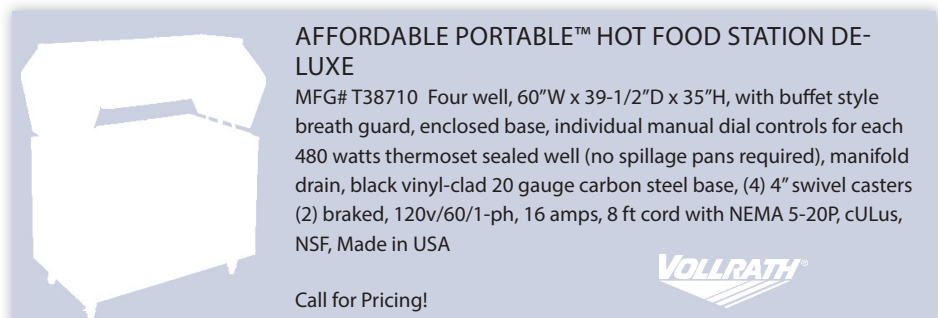 AFFORDABLE PORTABLE™ HOT FOOD STATION DE-
LUXE
MFG# T38710  Four well, 60”W x 39-1/2”D x 35”H, with buffet style
breath guard, enclosed base, individual manual dial controls for each
480 watts thermoset sealed well (no spillage pans required), manifold
drain, black vinyl-clad 20 gauge carbon steel base, (4) 4” swivel casters
(2) braked, 120v/60/1-ph, 16 amps, 8 ft cord with NEMA 5-20P, cULus,
NSF, Made in USA
VOLLRATH®
Call for Pricing!